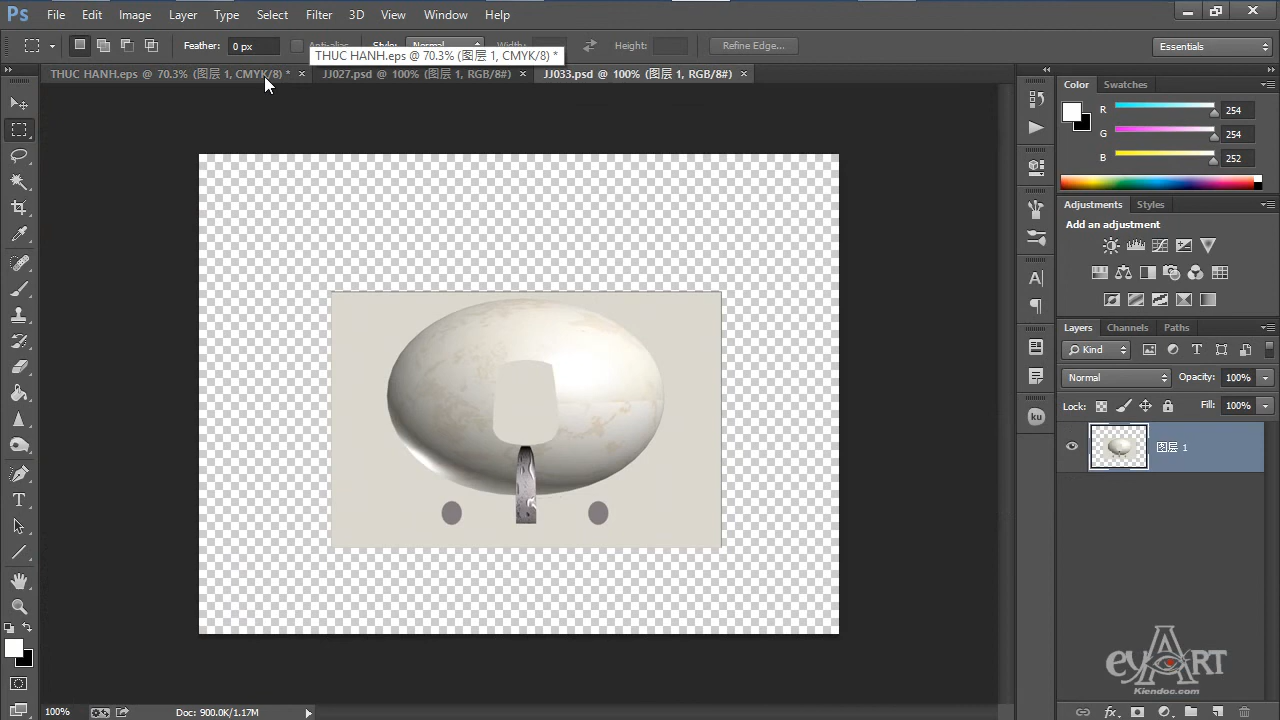 Ps File Edit Image Layer Type Select Filter 3D View Window Help
Feather: 0 px Anti-alias Style: Normal Width: Height: Refine Edge... Essentials
THUC HANH.eps @ 70.3% (图层 1, CMYK/8) *
THUC HANH.eps @ 70.3% (图层 1, CMYK/8) * × JJ027.psd @ 100% (图层 1, RGB/8#) × JJ033.psd @ 100% (图层 1, RGB/8#) ×
Color Swatches
R 254
G 254
B 252
Adjustments Styles
Add an adjustment
Layers Channels Paths
Kind
Normal Opacity: 100%
Lock: Fill: 100%
图层 1
ku
eyART
Kiendoc.com
100% Doc: 900.0K/1.17M
fx